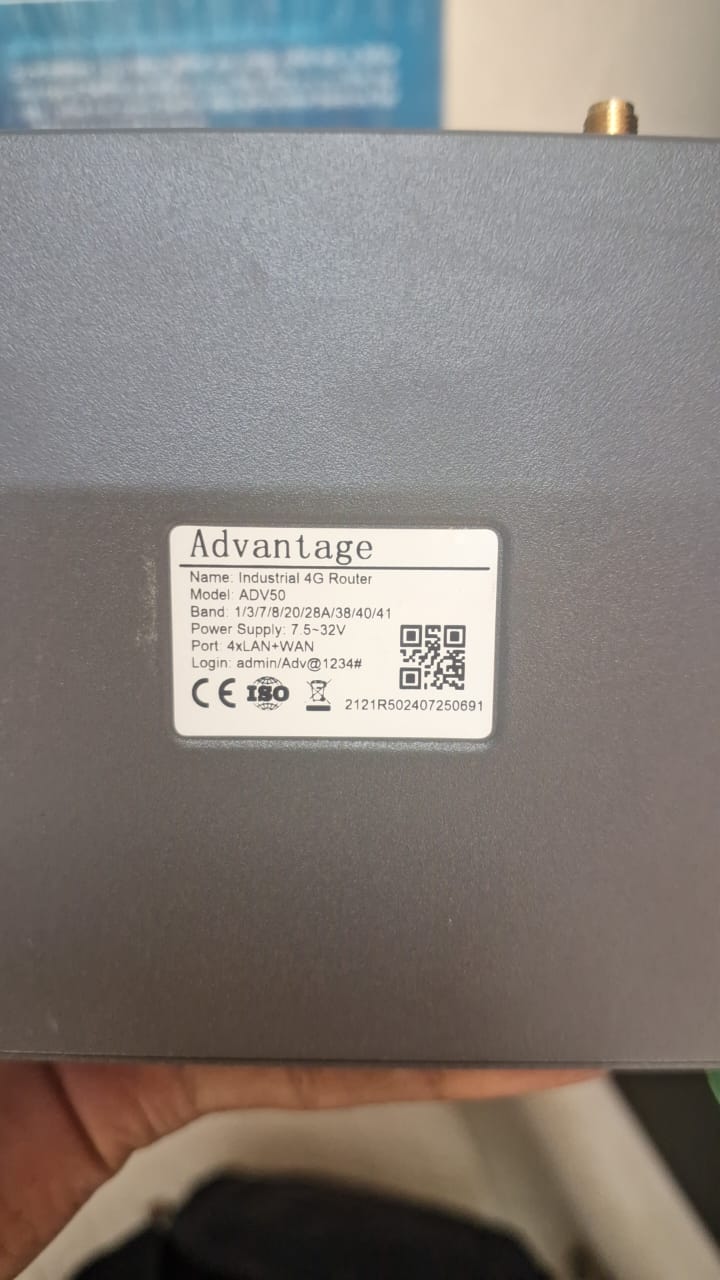 Advantage
Name: Industrial 4G Router
Model: ADV50
Band: 1/3/7/8/20/28A/38/40/41
Power Supply: 7.5~32V
Port: 4xLAN+WAN
Login: admin/Adv@1234#
CE ISO
2121R502407250691